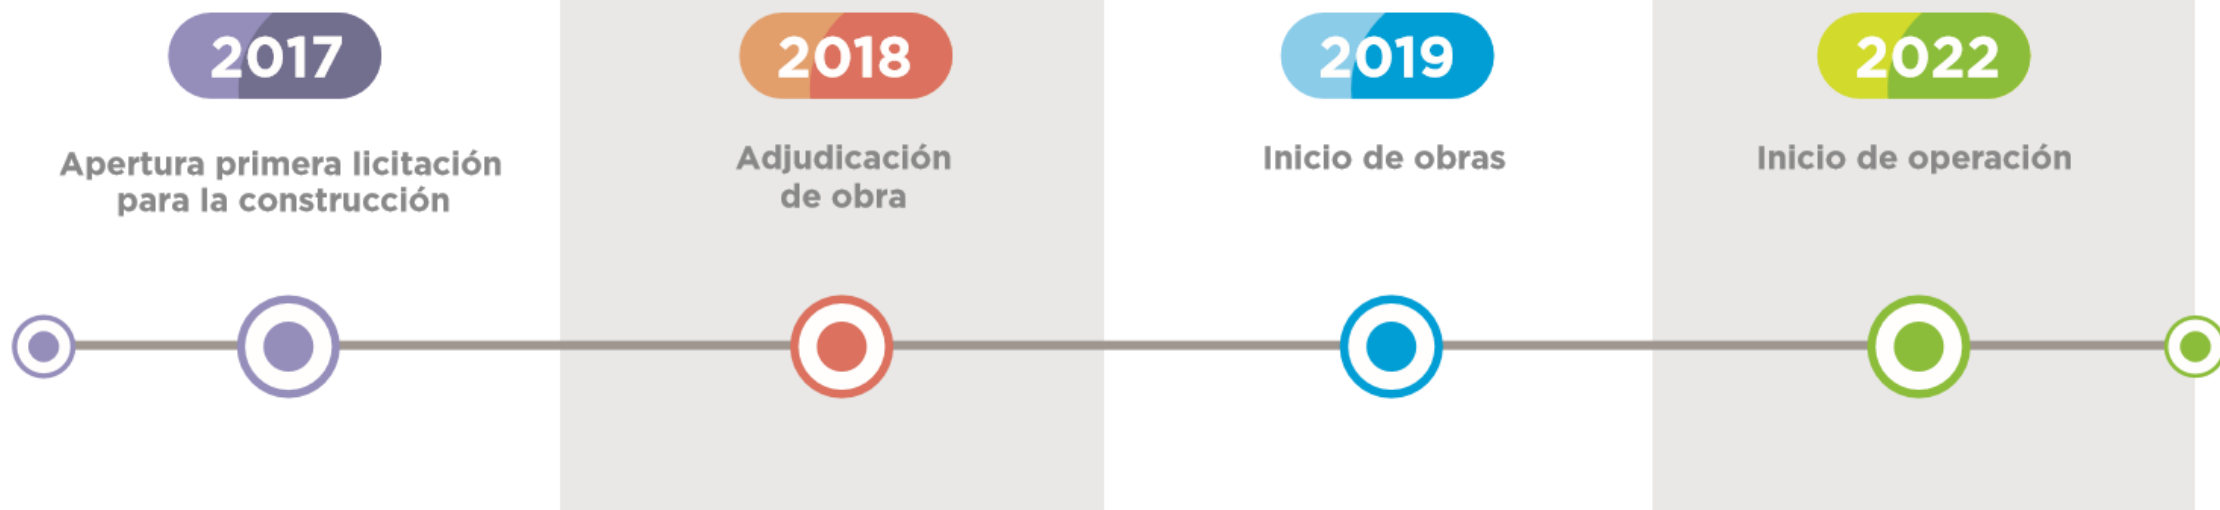 2017
Apertura primera licitación
para la construcción
2018
Adjudicación
de obra
2019
Inicio de obras
2022
Inicio de operación